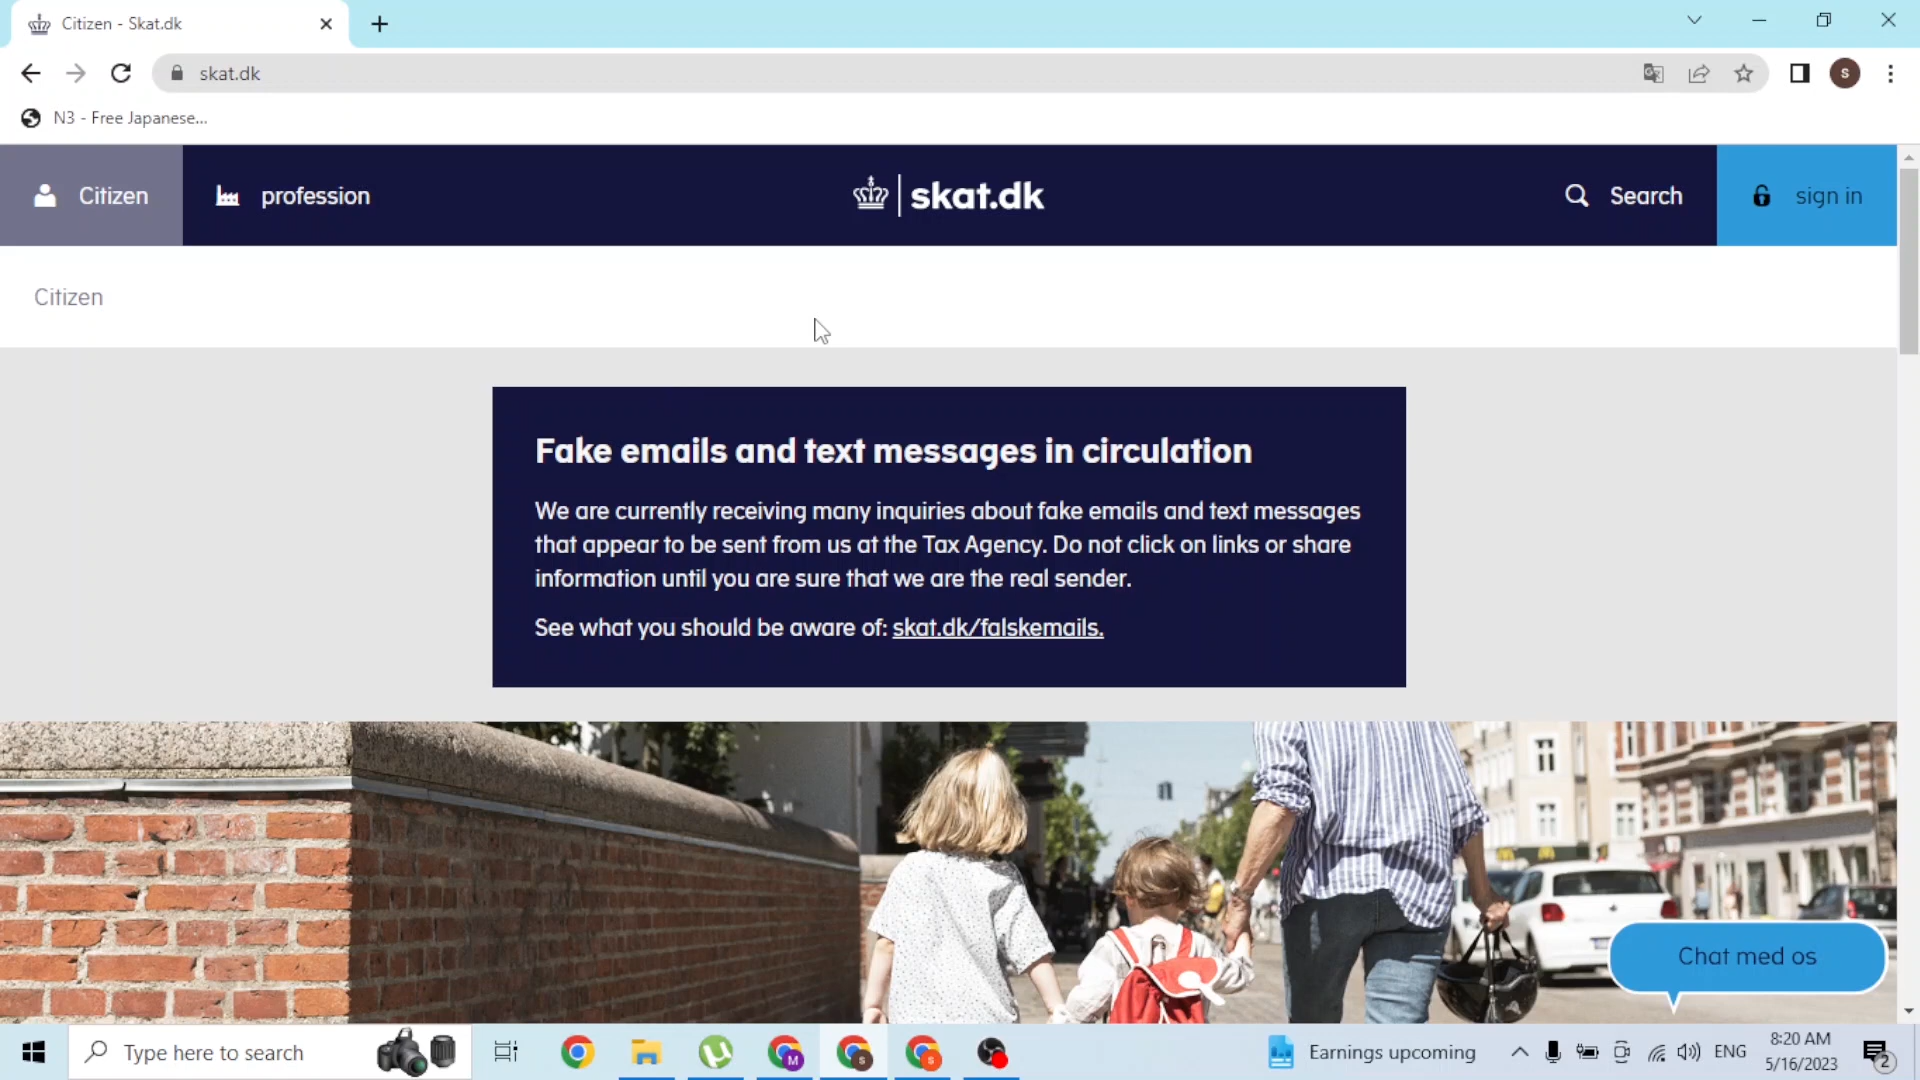 Citizen - Skat.dk
skat.dk
N3 - Free Japanese...
Citizen
profession
skat.dk
Search
sign in
Citizen
Fake emails and text messages in circulation
We are currently receiving many inquiries about fake emails and text messages
that appear to be sent from us at the Tax Agency. Do not click on links or share
information until you are sure that we are the real sender.
See what you should be aware of: skat.dk/falskemails.
Chat med os
Type here to search
Earnings upcoming
ENG
8:20 AM
5/16/2023
2